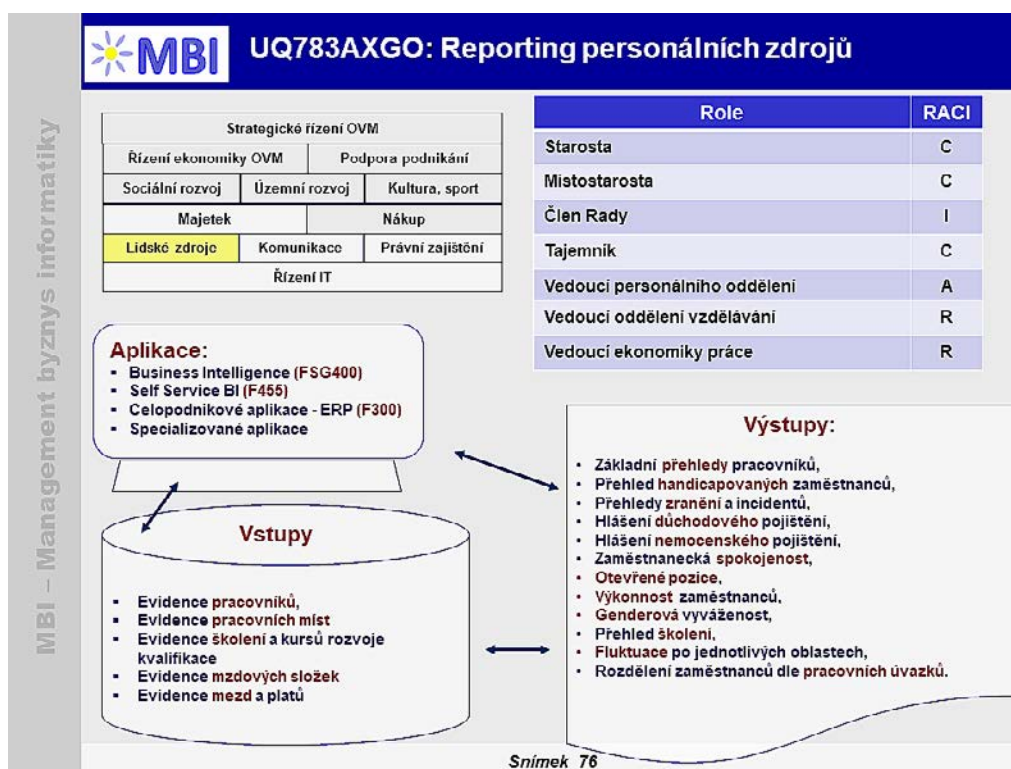 MBI
UQ783AXGO: Reporting personálních zdrojů
MBI – Management byznys informatiky
Strategické řízení OVM
Řízení ekonomiky OVM
Podpora podnikání
Sociální rozvoj
Územní rozvoj
Kultura, sport
Majetek
Nákup
Lidské zdroje
Komunikace
Právní zajištění
Řízení IT
Role RACI
Starosta C
Místostarosta C
Člen Rady I
Tajemník C
Vedoucí personálního oddělení A
Vedoucí oddělení vzdělávání R
Vedoucí ekonomiky práce R
Aplikace:
▪ Business Intelligence (FSG400)
▪ Self Service BI (F455)
▪ Celopodnikové aplikace - ERP (F300)
▪ Specializované aplikace
Vstupy
▪ Evidence pracovníků,
▪ Evidence pracovních míst
▪ Evidence školení a kursů rozvoje
kvalifikace
▪ Evidence mzdových složek
▪ Evidence mezd a platů
Výstupy:
• Základní přehledy pracovníků,
• Přehled handicapovaných zaměstnanců,
• Přehledy zranění a incidentů,
• Hlášení důchodového pojištění,
• Hlášení nemocenského pojištění,
• Zaměstnanecká spokojenost,
• Otevřené pozice,
• Výkonnost zaměstnanců,
• Genderová vyváženost,
• Přehled školení,
• Fluktuace po jednotlivých oblastech,
• Rozdělení zaměstnanců dle pracovních úvazků.
Snímek 76